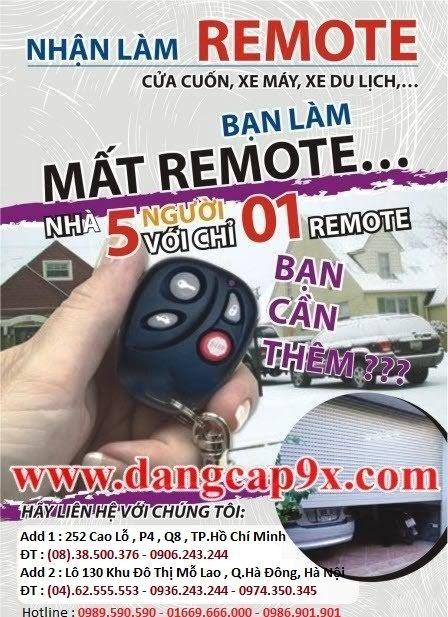 NHẬN LÀM REMOTE
CỬA CUỐN, XE MÁY, XE DU LỊCH,...
BẠN LÀM
MẤT REMOTE...
NHÀ 5 NGƯỜI VỚI CHỈ 01 REMOTE
BẠN
CẦN
THÊM ???
www.dangcap9x.com
HÃY LIÊN HỆ VỚI CHÚNG TÔI:
Add 1 : 252 Cao Lỗ , P4 , Q8 , TP.Hồ Chí Minh
ĐT : (08).38.500.376 - 0906.243.244
Add 2 : Lô 130 Khu Đô Thị Mỗ Lao , Q.Hà Đông, Hà Nội
ĐT : (04).62.555.553 - 0936.243.244 - 0974.350.345
Hotline : 0989.590.590 - 01669.666.000 - 0986.901.901